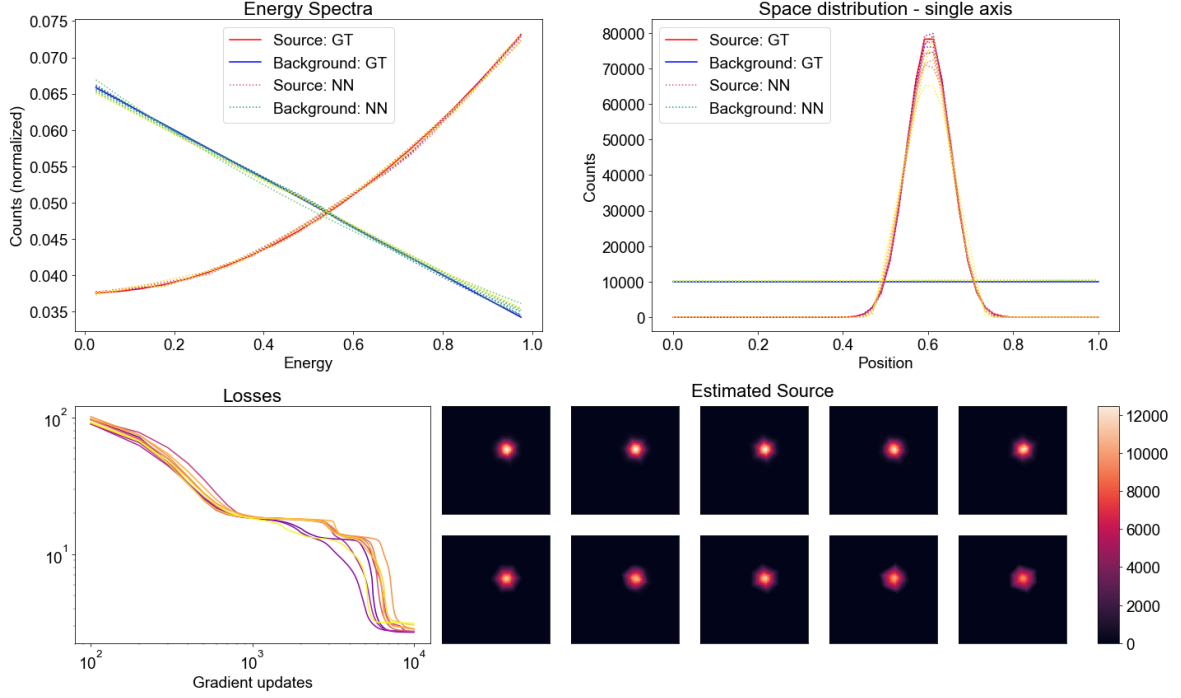 Energy Spectra
0.075
0.070
0.065
0.060
0.055
0.050
0.045
0.040
0.035
Counts (normalized)
Source: GT
Background: GT
Source: NN
Background: NN
0.0 0.2 0.4 0.6 0.8 1.0
Energy
Space distribution - single axis
80000
70000
60000
50000
40000
30000
20000
10000
0
Counts
Source: GT
Background: GT
Source: NN
Background: NN
0.0 0.2 0.4 0.6 0.8 1.0
Position
Losses
10²
10¹
10² 10³ 10⁴
Gradient updates
Estimated Source
12000
10000
8000
6000
4000
2000
0